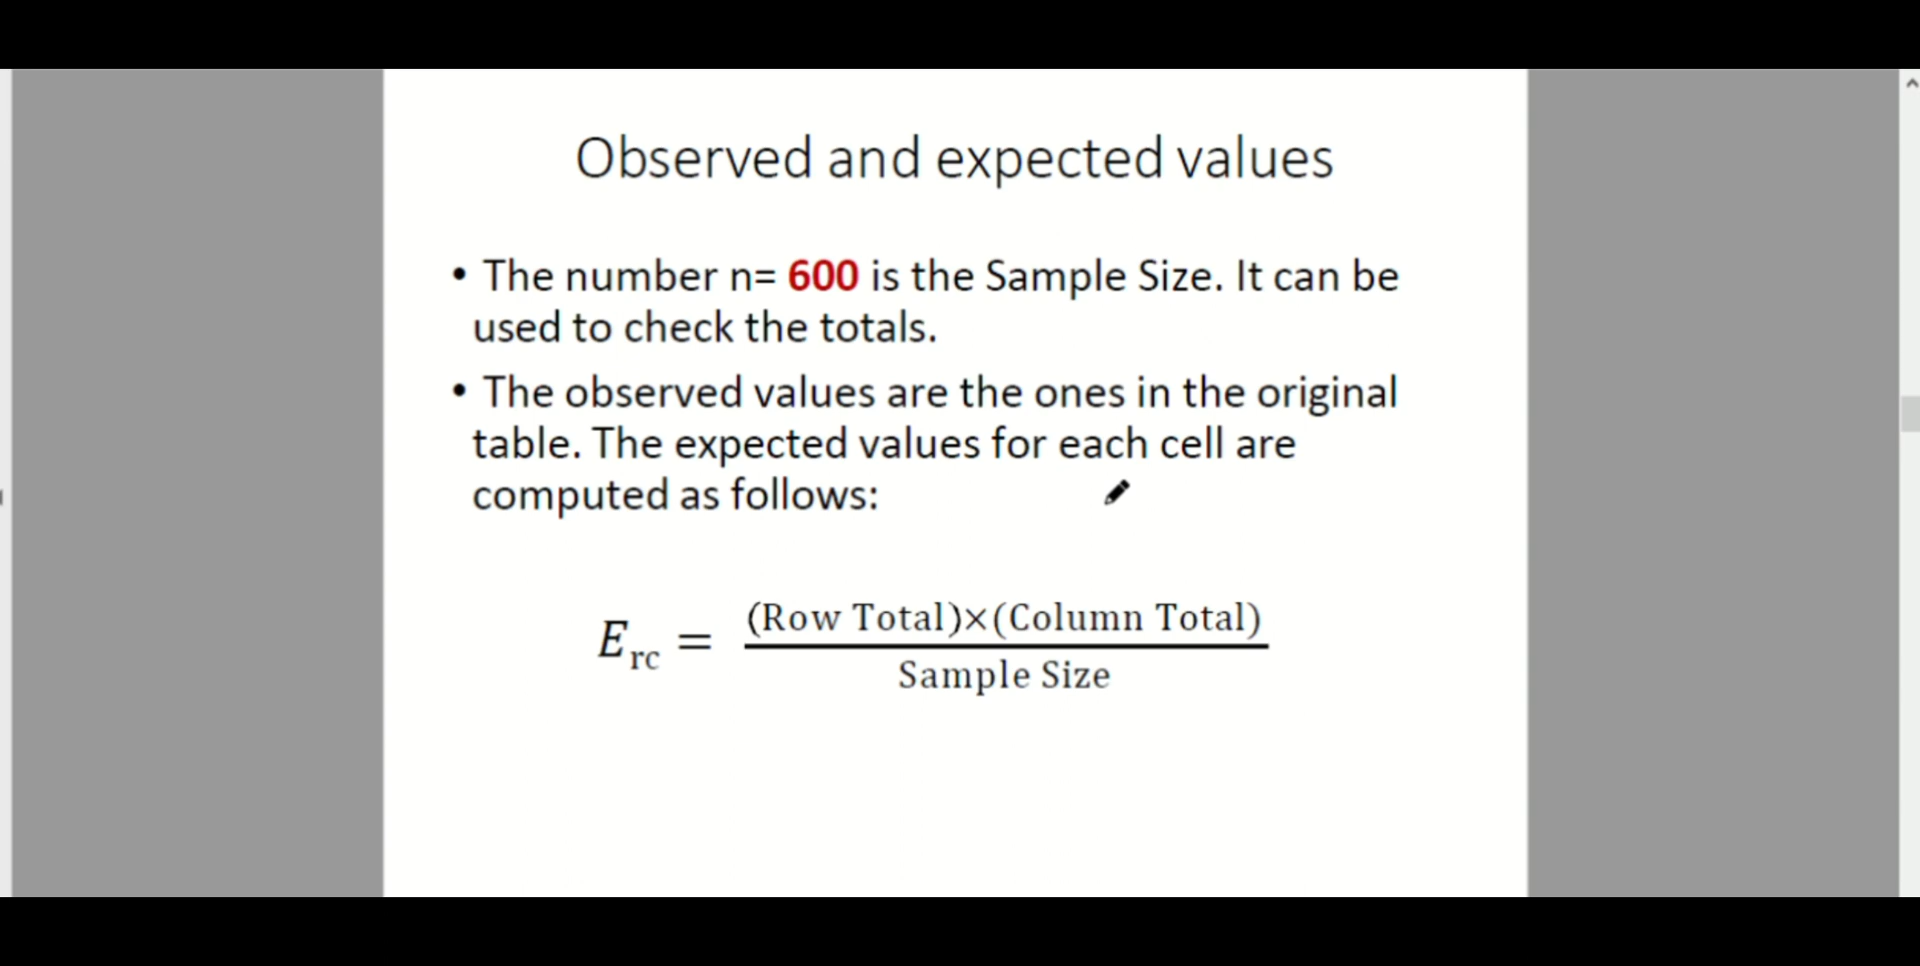 Observed and expected values
• The number n= 600 is the Sample Size. It can be
used to check the totals.
• The observed values are the ones in the original
table. The expected values for each cell are
computed as follows:
E_rc = (Row Total)×(Column Total)
Sample Size